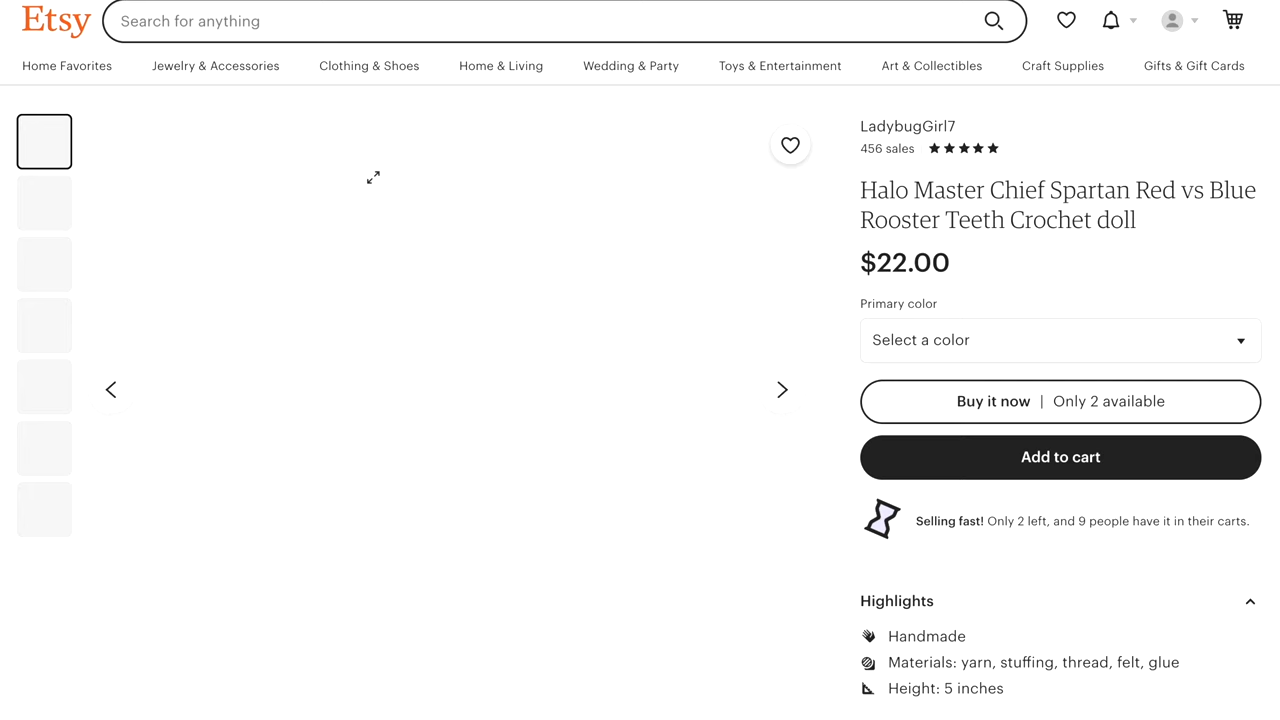 Etsy
Search for anything
Home Favorites Jewelry & Accessories Clothing & Shoes Home & Living Wedding & Party Toys & Entertainment Art & Collectibles Craft Supplies Gifts & Gift Cards
LadybugGirl7
456 sales
Halo Master Chief Spartan Red vs Blue
Rooster Teeth Crochet doll
$22.00
Primary color
Select a color
Buy it now | Only 2 available
Add to cart
Selling fast! Only 2 left, and 9 people have it in their carts.
Highlights
Handmade
Materials: yarn, stuffing, thread, felt, glue
Height: 5 inches